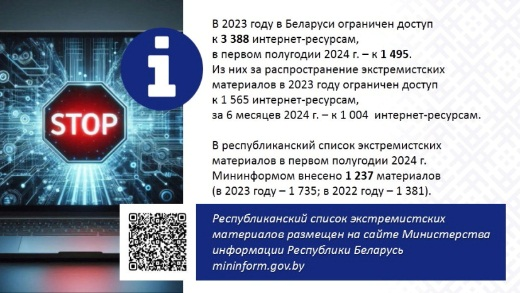 В 2023 году в Беларуси ограничен доступ
к 3 388 интернет-ресурсам,
в первом полугодии 2024 г. – к 1 495.
Из них за распространение экстремистских
материалов в 2023 году ограничен доступ
к 1 565 интернет-ресурсам,
за 6 месяцев 2024 г. – к 1 004 интернет-ресурсам.
В республиканский список экстремистских
материалов в первом полугодии 2024 г.
Мининформом внесено 1 237 материалов
(в 2023 году – 1 735; в 2022 году – 1 381).
Республиканский список экстремистских
материалов размещен на сайте Министерства
информации Республики Беларусь
mininform.gov.by
i
STOP